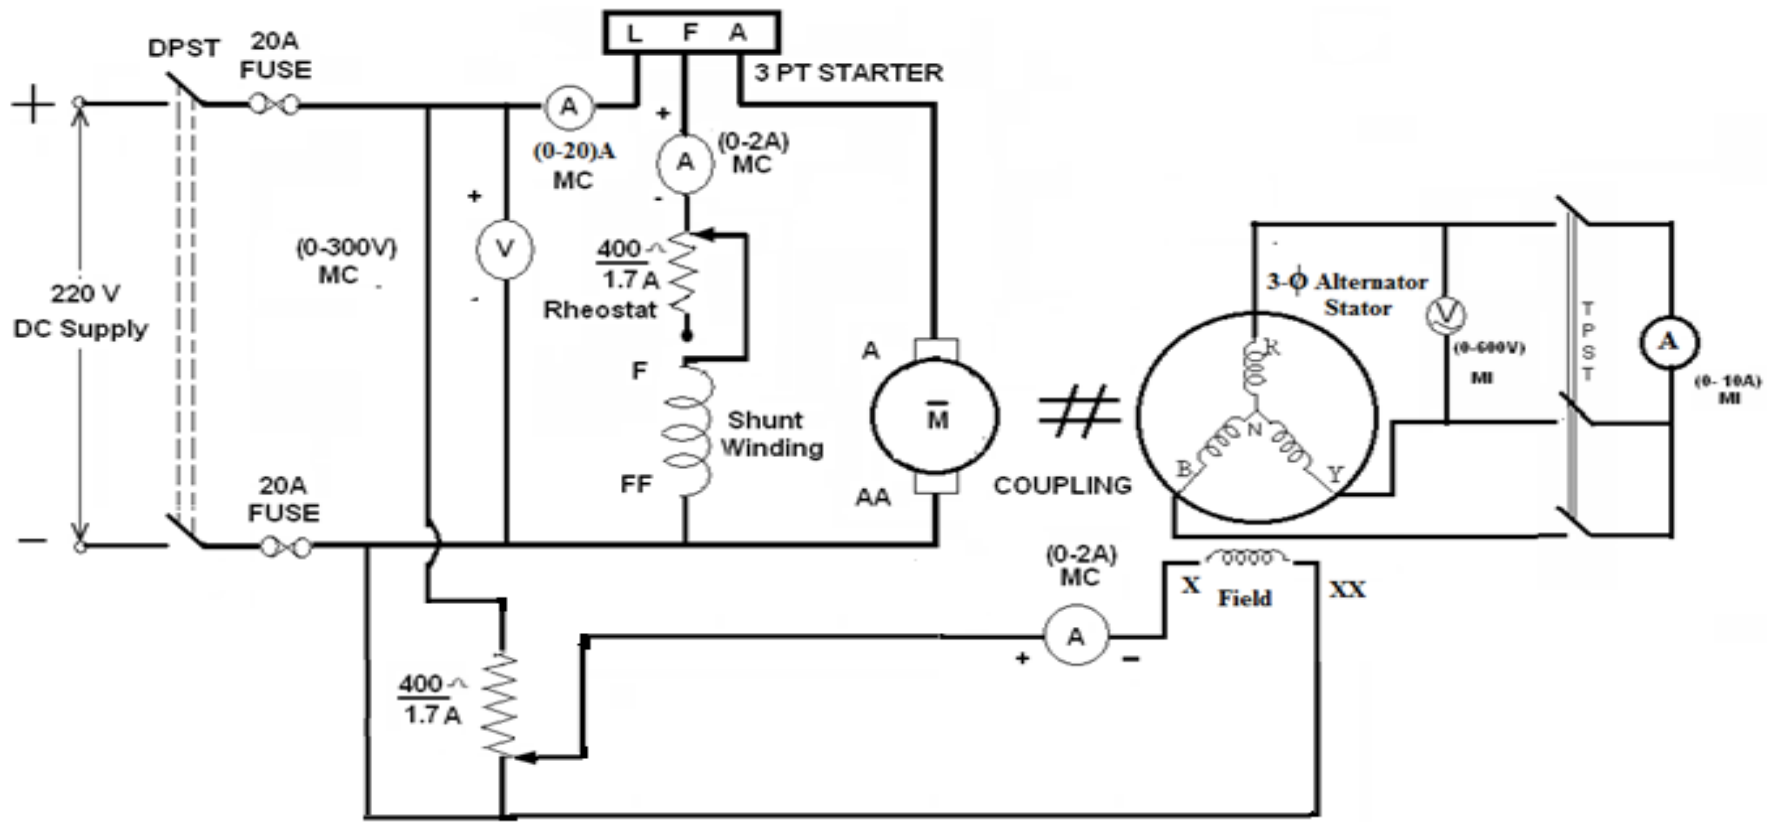 L F A
DPST
20A
FUSE
3 PT STARTER
+
A
(0-20)A
MC
+
A
-
(0-2A)
MC
+
V
-
(0-300V)
MC
400
1.7 A
Rheostat
220 V
DC Supply
F
Shunt
Winding
FF
A
M
AA
COUPLING
3-ϕ Alternator
Stator
R
N
B
Y
V
(0-600V)
MI
TPST
A
(0- 10A)
MI
20A
FUSE
-
(0-2A)
MC
A
+
-
X
Field
XX
400
1.7 A